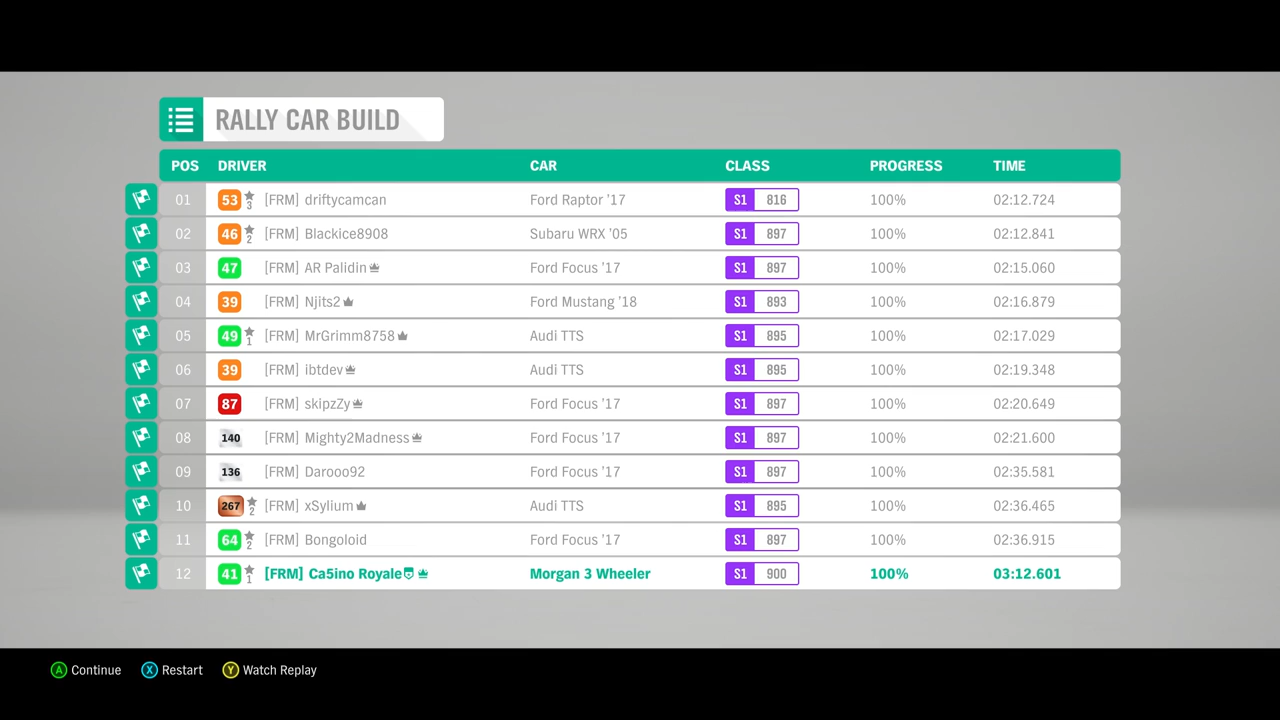 RALLY CAR BUILD
POS DRIVER CAR CLASS PROGRESS TIME
01 53 3 [FRM] driftycamcan Ford Raptor '17 S1 816 100% 02:12.724
02 46 2 [FRM] Blackice8908 Subaru WRX '05 S1 897 100% 02:12.841
03 47 [FRM] AR Palidin Ford Focus '17 S1 897 100% 02:15.060
04 39 [FRM] Njits2 Ford Mustang '18 S1 893 100% 02:16.879
05 49 1 [FRM] MrGrimm8758 Audi TTS S1 895 100% 02:17.029
06 39 [FRM] ibtdev Audi TTS S1 895 100% 02:19.348
07 87 [FRM] skipzZy Ford Focus '17 S1 897 100% 02:20.649
08 140 [FRM] Mighty2Madness Ford Focus '17 S1 897 100% 02:21.600
09 136 [FRM] Darooo92 Ford Focus '17 S1 897 100% 02:35.581
10 267 2 [FRM] xSylium Audi TTS S1 895 100% 02:36.465
11 64 2 [FRM] Bongoloid Ford Focus '17 S1 897 100% 02:36.915
12 41 1 [FRM] Ca5ino Royale Morgan 3 Wheeler S1 900 100% 03:12.601
A Continue X Restart Y Watch Replay